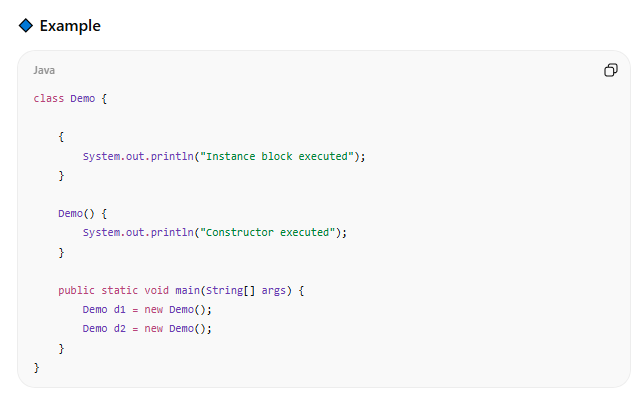 Example
Java
class Demo {
{
System.out.println("Instance block executed");
}
Demo() {
System.out.println("Constructor executed");
}
public static void main(String[] args) {
Demo d1 = new Demo();
Demo d2 = new Demo();
}
}